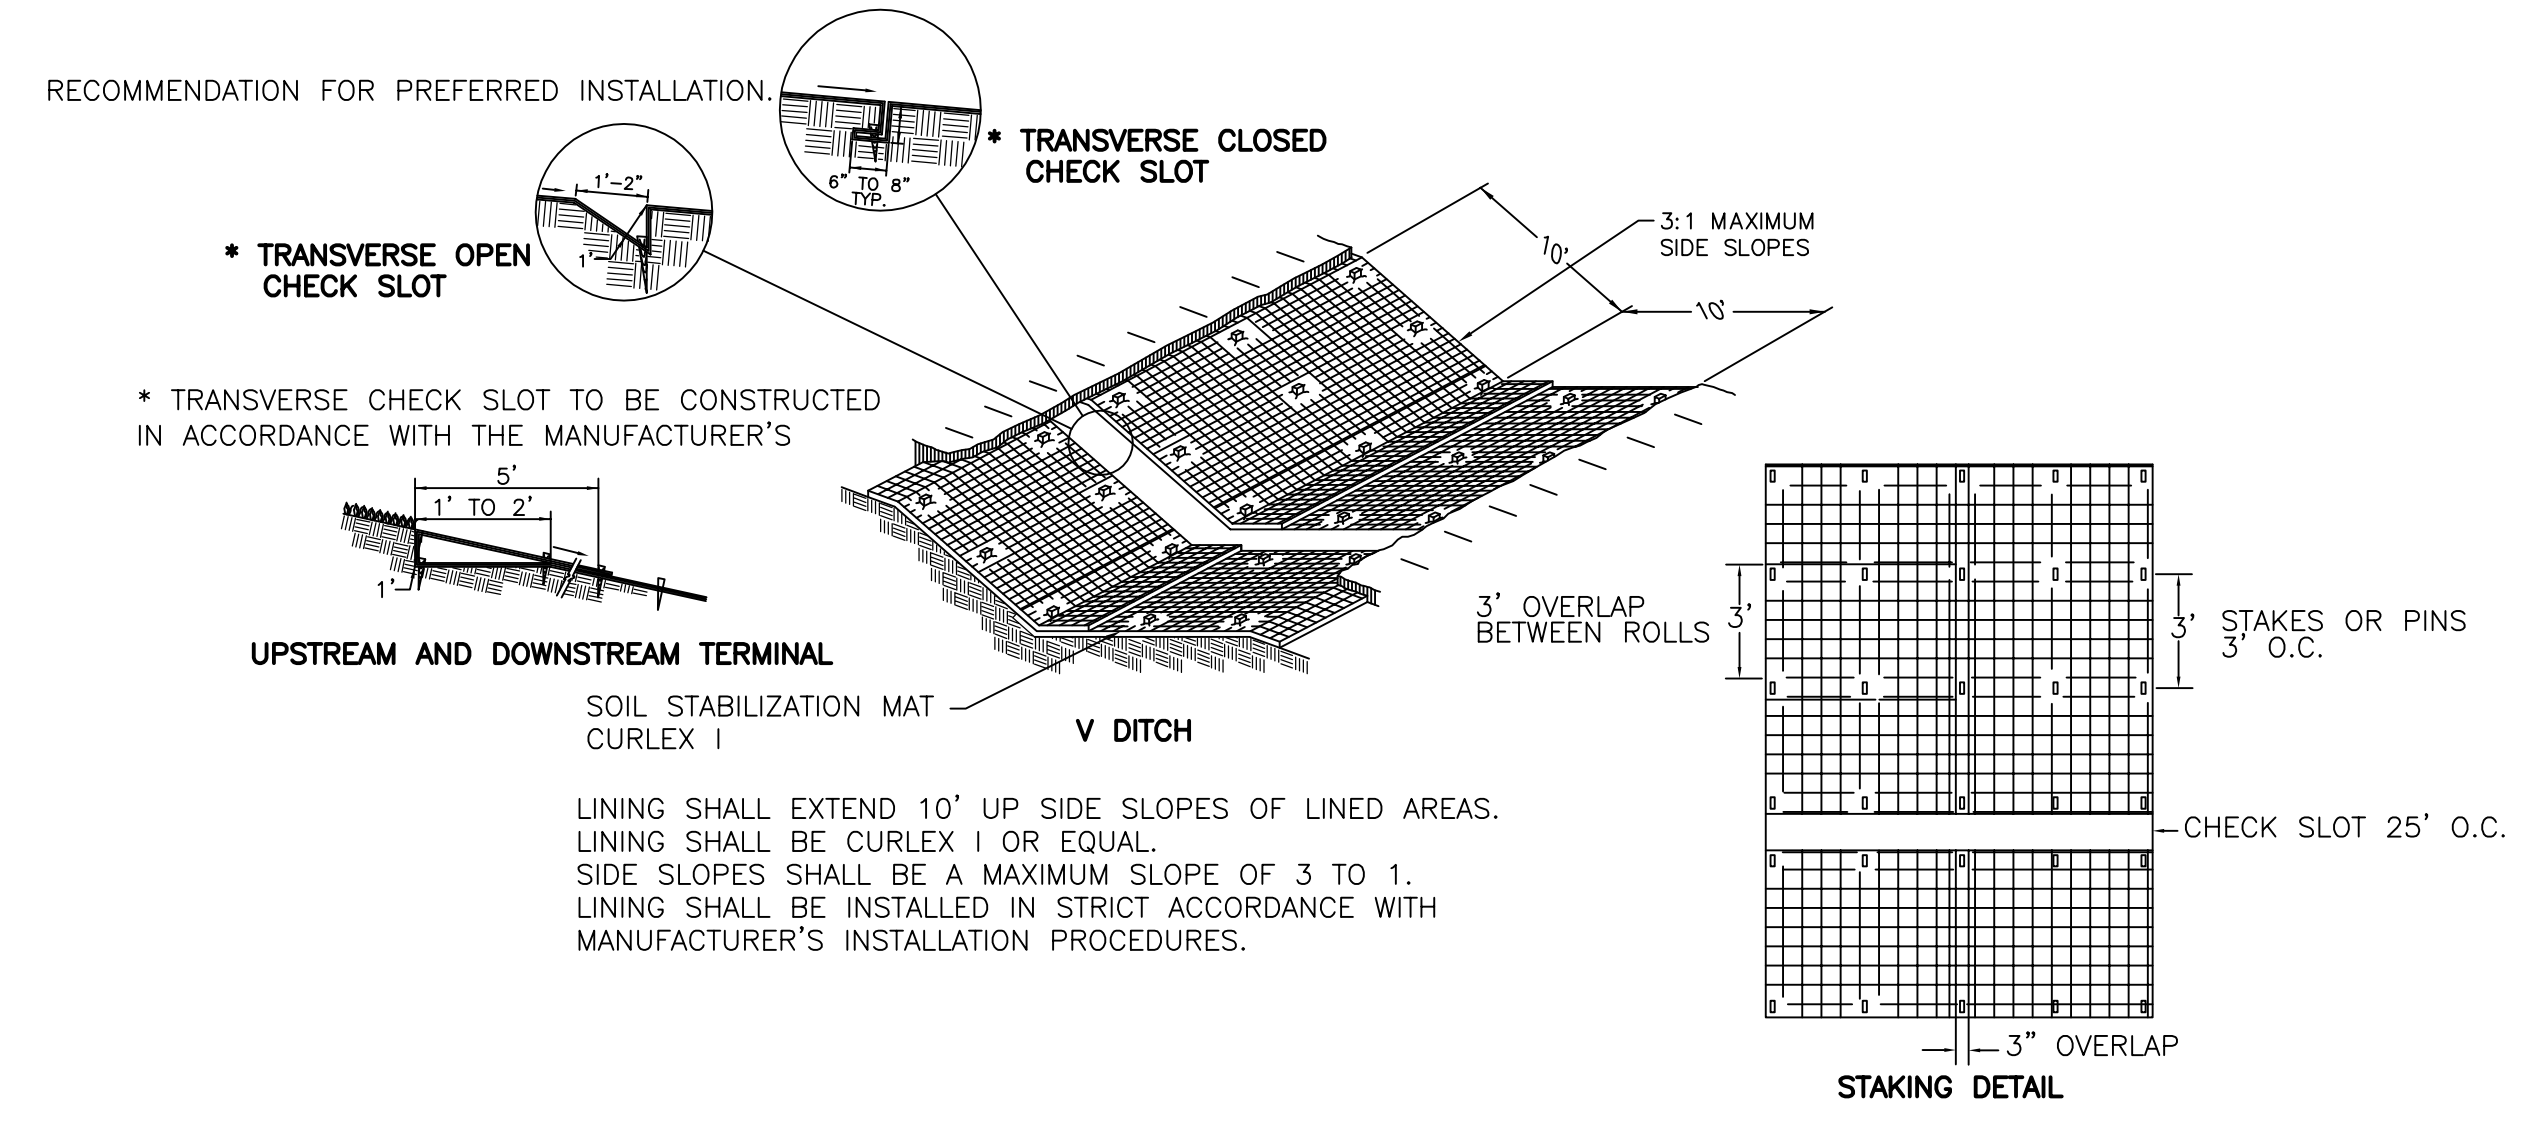 RECOMMENDATION FOR PREFERRED INSTALLATION.
* TRANSVERSE CLOSED
CHECK SLOT
6" TO 8"
TYP.
1'-2"
1'
* TRANSVERSE OPEN
CHECK SLOT
10'
3:1 MAXIMUM
SIDE SLOPES
10'
* TRANSVERSE CHECK SLOT TO BE CONSTRUCTED
IN ACCORDANCE WITH THE MANUFACTURER'S
5'
1' TO 2'
1'
UPSTREAM AND DOWNSTREAM TERMINAL
SOIL STABILIZATION MAT
CURLEX I
V DITCH
LINING SHALL EXTEND 10' UP SIDE SLOPES OF LINED AREAS.
LINING SHALL BE CURLEX I OR EQUAL.
SIDE SLOPES SHALL BE A MAXIMUM SLOPE OF 3 TO 1.
LINING SHALL BE INSTALLED IN STRICT ACCORDANCE WITH
MANUFACTURER'S INSTALLATION PROCEDURES.
3' OVERLAP
BETWEEN ROLLS
3'
3'
STAKES OR PINS
3' O.C.
CHECK SLOT 25' O.C.
3" OVERLAP
STAKING DETAIL